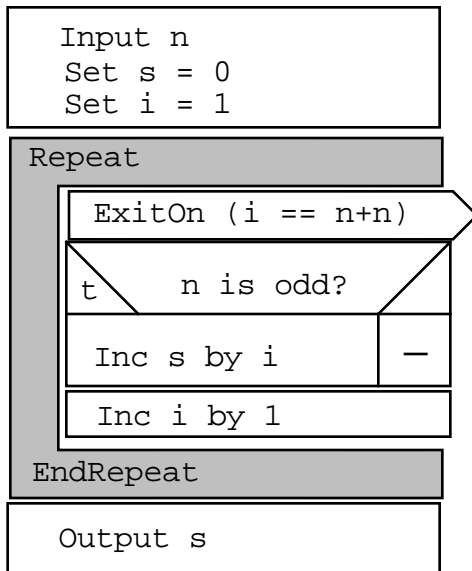 Input n
Set s = 0
Set i = 1
Repeat
ExitOn (i == n+n)
t n is odd?
Inc s by i –
Inc i by 1
EndRepeat
Output s